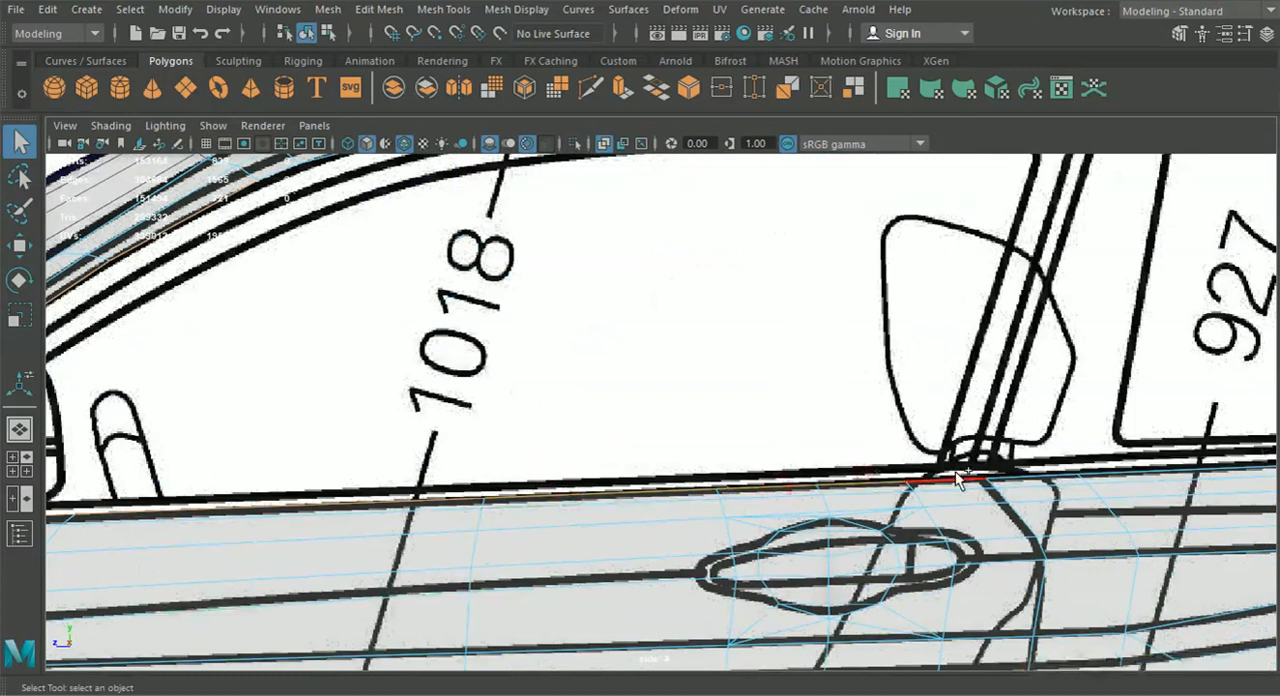 File Edit Create Select Modify Display Windows Mesh Edit Mesh Mesh Tools Mesh Display Curves Surfaces Deform UV Generate Cache Arnold Help Workspace : Modeling - Standard
Modeling No Live Surface Sign In
Curves / Surfaces Polygons Sculpting Rigging Animation Rendering FX FX Caching Custom Arnold Bifrost MASH Motion Graphics XGen
T svg
View Shading Lighting Show Renderer Panels
0.00 1.00 sRGB gamma
0
0
1018
927
y
z
Select Tool: select an object